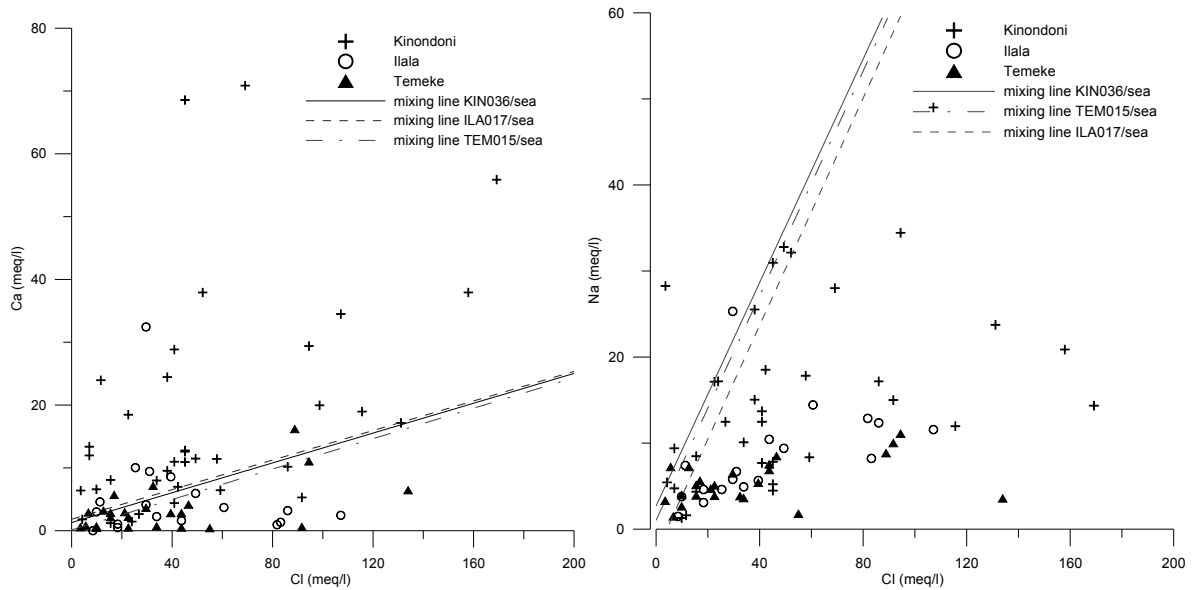 80
60
40
20
0
Ca (meq/l)
0 40 80 120 160 200
Cl (meq/l)
Kinondoni
Ilala
Temeke
mixing line KIN036/sea
mixing line ILA017/sea
mixing line TEM015/sea
60
40
20
0
Na (meq/l)
0 40 80 120 160 200
Cl (meq/l)
Kinondoni
Ilala
Temeke
mixing line KIN036/sea
mixing line TEM015/sea
mixing line ILA017/sea